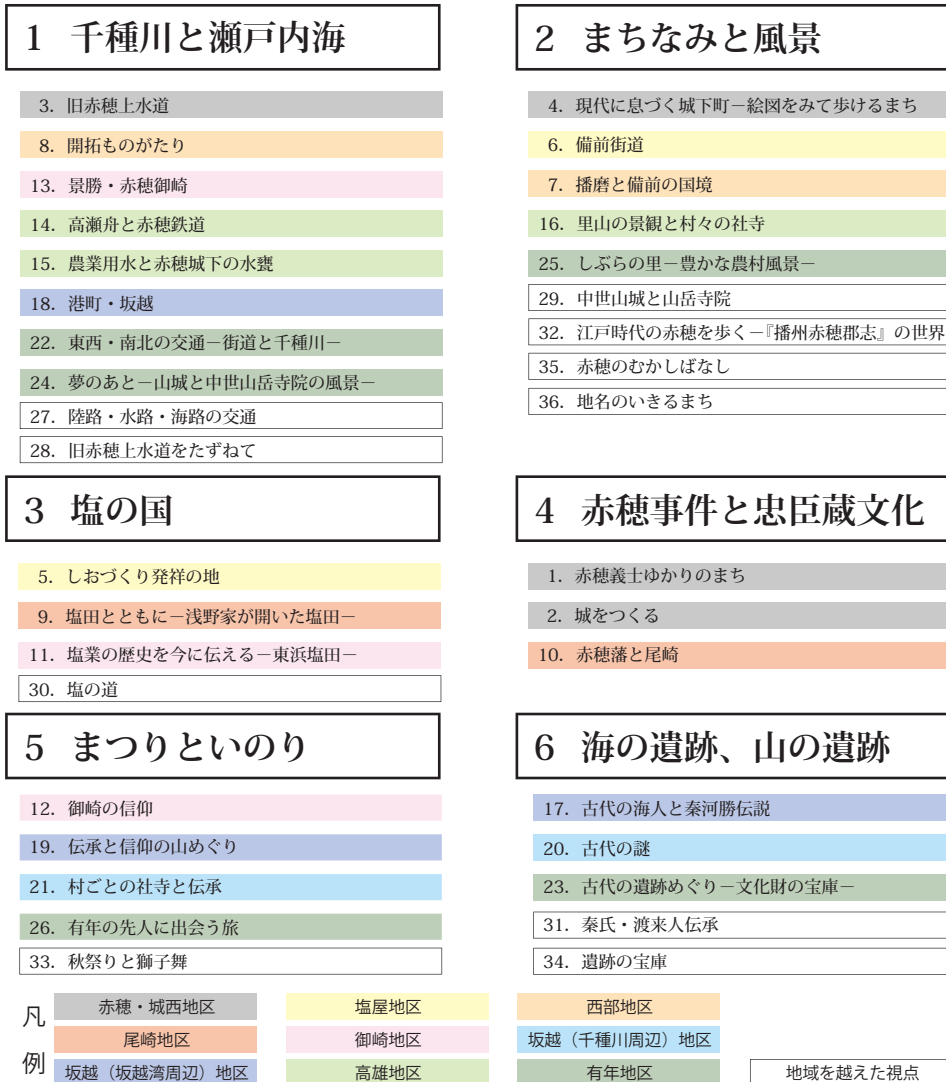 1 千種川と瀬戸内海
3. 旧赤穂上水道
8. 開拓ものがたり
13. 景勝・赤穂御崎
14. 高瀬舟と赤穂鉄道
15. 農業用水と赤穂城下の水甕
18. 港町・坂越
22. 東西・南北の交通－街道と千種川－
24. 夢のあと－山城と中世山岳寺院の風景－
27. 陸路・水路・海路の交通
28. 旧赤穂上水道をたずねて
2 まちなみと風景
4. 現代に息づく城下町－絵図をみて歩けるまち
6. 備前街道
7. 播磨と備前の国境
16. 里山の景観と村々の社寺
25. しぶらの里－豊かな農村風景－
29. 中世山城と山岳寺院
32. 江戸時代の赤穂を歩く－『播州赤穂郡志』の世界
35. 赤穂のむかしばなし
36. 地名のいきるまち
3 塩の国
5. しおづくり発祥の地
9. 塩田とともに－浅野家が開いた塩田－
11. 塩業の歴史を今に伝える－東浜塩田－
30. 塩の道
4 赤穂事件と忠臣蔵文化
1. 赤穂義士ゆかりのまち
2. 城をつくる
10. 赤穂藩と尾崎
5 まつりといのり
12. 御崎の信仰
19. 伝承と信仰の山めぐり
21. 村ごとの社寺と伝承
26. 有年の先人に出会う旅
33. 秋祭りと獅子舞
6 海の遺跡、山の遺跡
17. 古代の海人と秦河勝伝説
20. 古代の謎
23. 古代の遺跡めぐり－文化財の宝庫－
31. 秦氏・渡来人伝承
34. 遺跡の宝庫
凡例
赤穂・城西地区
塩屋地区
西部地区
尾崎地区
御崎地区
坂越（千種川周辺）地区
坂越（坂越湾周辺）地区
高雄地区
有年地区
地域を越えた視点